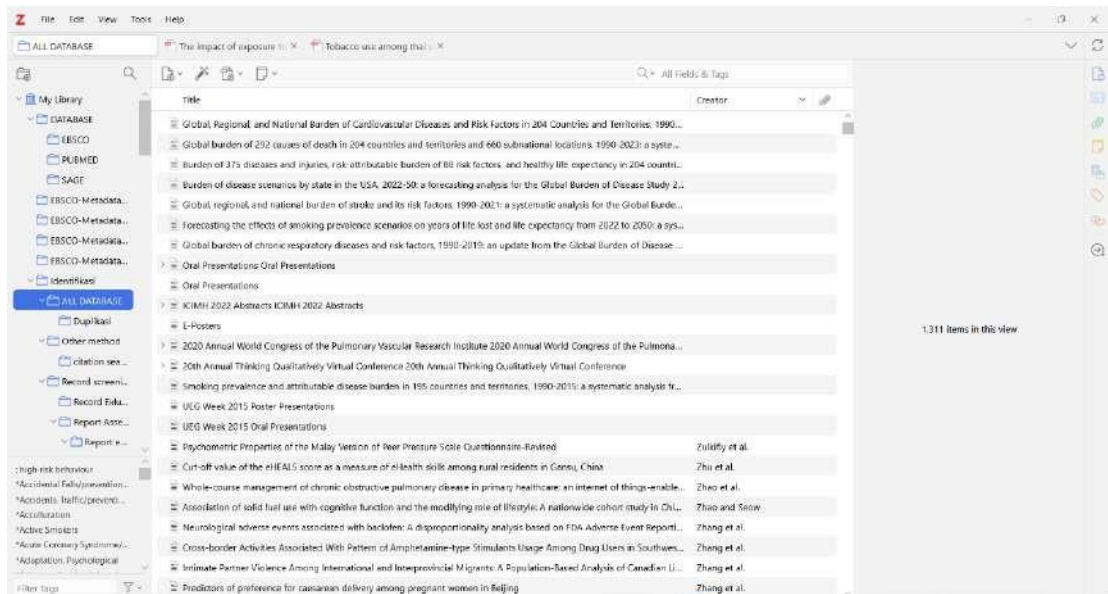 Z File Edit View Tools Help
ALL DATABASE
The impact of exposure
Tobacco use among thai
My Library
DATABASE
EBSCO
PUBMED
SAGE
EBSCO-Metadata...
EBSCO-Metadata...
EBSCO-Metadata...
EBSCO-Metadata...
Identifikasi
ALL DATABASE
Duplikasi
Other method
citation sea...
Record screeni...
Record Eklu...
Report Asse...
Report e...
: high-risk behaviour
*Accidental Falls/prevention...
*Accidents, Traffic/preventi...
*Acculturation
*Active Smokers
*Acute Coronary Syndrome/...
*Adaptation, Psychological
Filter Tags
All Fields & Tags
Title Creator
Global, Regional, and National Burden of Cardiovascular Diseases and Risk Factors in 204 Countries and Territories, 1990...
Global burden of 292 causes of death in 204 countries and territories and 660 subnational locations, 1990-2023: a syste...
Burden of 375 diseases and injuries, risk-attributable burden of 88 risk factors, and healthy life expectancy in 204 countri...
Burden of disease scenarios by state in the USA, 2022-50: a forecasting analysis for the Global Burden of Disease Study 2...
Global, regional, and national burden of stroke and its risk factors, 1990-2021: a systematic analysis for the Global Burde...
Forecasting the effects of smoking prevalence scenarios on years of life lost and life expectancy from 2022 to 2050: a sys...
Global burden of chronic respiratory diseases and risk factors, 1990-2019: an update from the Global Burden of Disease ...
Oral Presentations Oral Presentations
Oral Presentations
ICIMH 2022 Abstracts ICIMH 2022 Abstracts
E-Posters
2020 Annual World Congress of the Pulmonary Vascular Research Institute 2020 Annual World Congress of the Pulmona...
20th Annual Thinking Qualitatively Virtual Conference 20th Annual Thinking Qualitatively Virtual Conference
Smoking prevalence and attributable disease burden in 195 countries and territories, 1990-2015: a systematic analysis fr...
UEG Week 2015 Poster Presentations
UEG Week 2015 Oral Presentations
Psychometric Properties of the Malay Version of Peer Pressure Scale Questionnaire-Revised Zulkifly et al.
Cut-off value of the eHEALS score as a measure of eHealth skills among rural residents in Gansu, China Zhu et al.
Whole-course management of chronic obstructive pulmonary disease in primary healthcare: an internet of things-enable... Zhao et al.
Association of solid fuel use with cognitive function and the modifying role of lifestyle: A nationwide cohort study in Chi... Zhao and Seow
Neurological adverse events associated with baclofen: A disproportionality analysis based on FDA Adverse Event Reporti... Zhang et al.
Cross-border Activities Associated With Pattern of Amphetamine-type Stimulants Usage Among Drug Users in Southwes... Zhang et al.
Intimate Partner Violence Among International and Interprovincial Migrants: A Population-Based Analysis of Canadian Li... Zhang et al.
Predictors of preference for caesarean delivery among pregnant women in Beijing Zhang et al.
1,311 items in this view